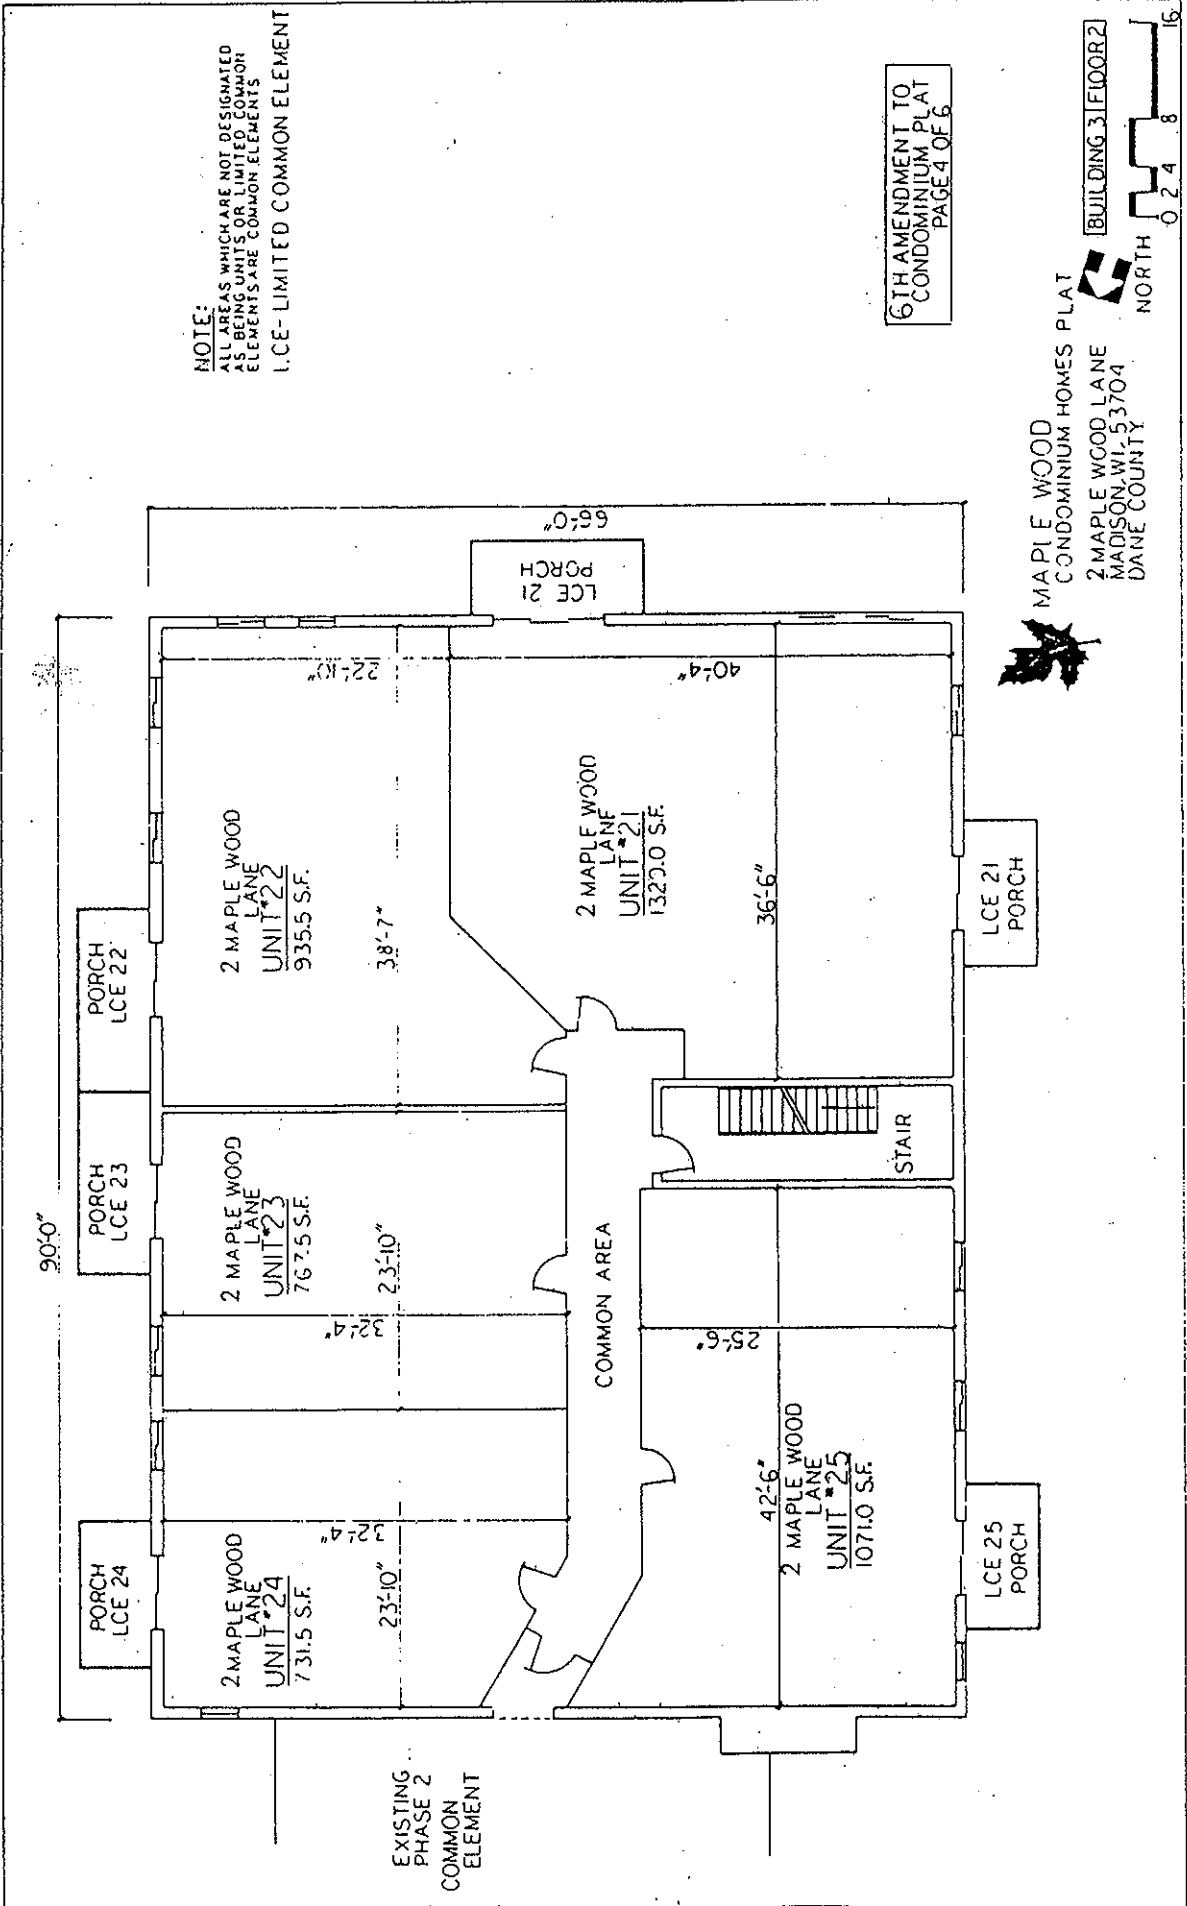 NOTE:
ALL AREAS WHICH ARE NOT DESIGNATED
AS BEING UNITS OR LIMITED COMMON
ELEMENTS ARE COMMON ELEMENTS
LCE - LIMITED COMMON ELEMENT
90'-0"
PORCH
LCE 24
PORCH
LCE 23
PORCH
LCE 22
2 MAPLE WOOD
LANE
UNIT #24
731.5 S.F.
23'-10"
32'-4"
2 MAPLE WOOD
LANE
UNIT #23
767.5 S.F.
23'-10"
32'-4"
2 MAPLE WOOD
LANE
UNIT #22
935.5 S.F.
38'-7"
22'-10"
66'-0"
LCE 21
PORCH
EXISTING
PHASE 2
COMMON
ELEMENT
COMMON AREA
2 MAPLE WOOD
LANE
UNIT #21
1320.0 S.F.
36'-6"
40'-4"
25'-6"
42'-6"
2 MAPLE WOOD
LANE
UNIT #25
1071.0 S.F.
STAIR
LCE 25
PORCH
LCE 21
PORCH
6TH AMENDMENT TO
CONDOMINIUM PLAT
PAGE 4 OF 6
MAPLE WOOD
CONDOMINIUM HOMES PLAT
2 MAPLE WOOD LANE
MADISON, WI, 53704
DANE COUNTY
BUILDING 3 FLOOR 2
NORTH
0 2 4 8 16